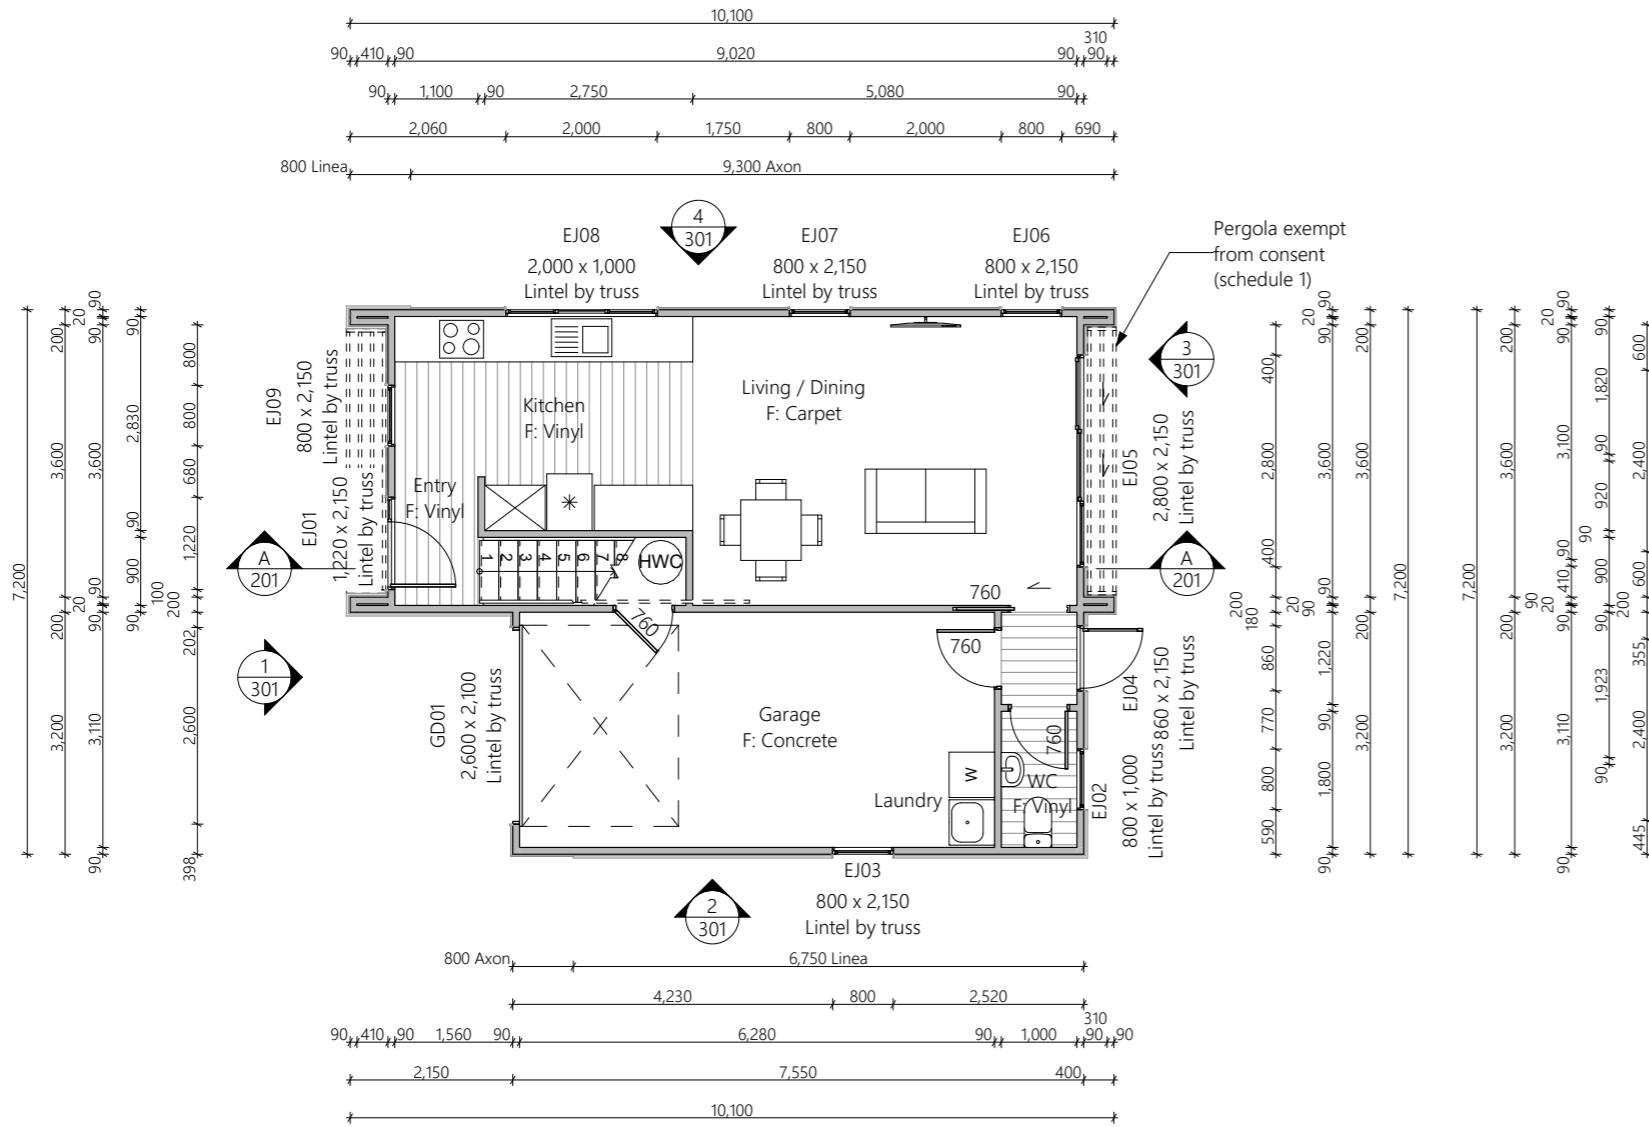 10,100
310
90 410 90 9,020 90 90
90 1,100 90 2,750 5,080 90
2,060 2,000 1,750 800 2,000 800 690
800 Linea 9,300 Axon
4
301
EJ08
2,000 x 1,000
Lintel by truss
EJ07
800 x 2,150
Lintel by truss
EJ06
800 x 2,150
Lintel by truss
Pergola exempt
from consent
(schedule 1)
3
301
EJ09
800 x 2,150
Lintel by truss
EJ01
1,220 x 2,150
Lintel by truss
A
201
1
301
Kitchen
F: Vinyl
Living / Dining
F: Carpet
Entry
F: Vinyl
1 2 3 4 5 6 7 8
HWC
760
760
760
760
EJ05
2,800 x 2,150
Lintel by truss
A
201
GD01
2,600 x 2,100
Lintel by truss
Garage
F: Concrete
Laundry
W
WC
F: Vinyl
EJ04
860 x 2,150
Lintel by truss
EJ02
800 x 1,000
Lintel by truss
EJ03
800 x 2,150
Lintel by truss
2
301
7,200
200 3,600 200 3,200
90 20 90 3,600 90 20 90 3,110 90
90 2,830 90 900 90
100
200
800 800 680 1,220 202 2,600 398
400 2,800 400 200 180 860 770 800 590
90 20 90 3,600 90 20 90 1,220 90 1,800 90
200 3,600 200 3,200
7,200
7,200
200 3,600 200 3,200
90 20 90 3,100 90 410 90 20 90 3,110 90
90 1,820 90 920 90 900 90 1,923 90
600 2,400 600 200 355 2,400 445
800 Axon 6,750 Linea
4,230 800 2,520
310
90 410 90 1,560 90 6,280 90 1,000 90 90
2,150 7,550 400
10,100